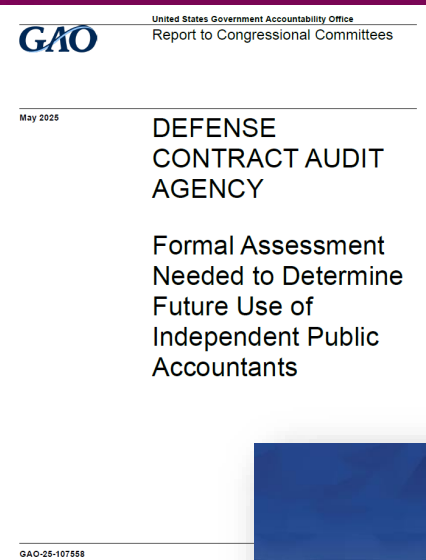 United States Government Accountability Office
GAO
Report to Congressional Committees
May 2025
DEFENSE
CONTRACT AUDIT
AGENCY
Formal Assessment
Needed to Determine
Future Use of
Independent Public
Accountants
GAO-25-107558